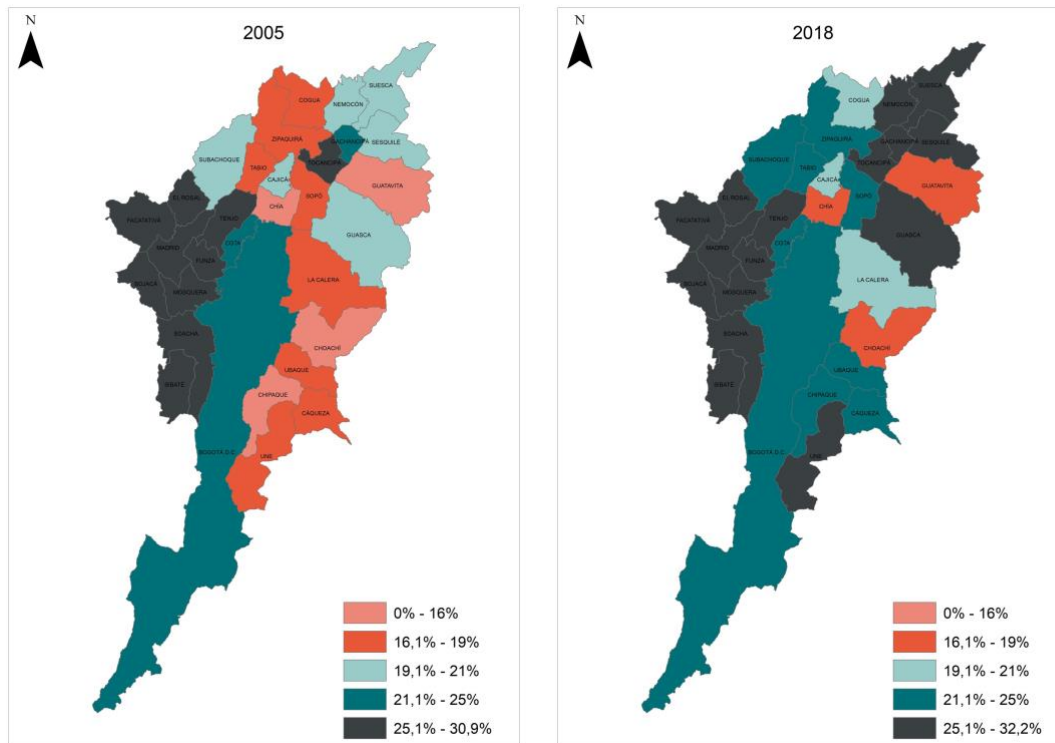 N
2005
SUESCA
COGUA
NEMOCÓN
GACHANCIPÁ
SESQUILÉ
ZIPAQUIRÁ
SUBACHOQUE
TOCANCIPÁ
TABIO
CAJICÁ
GUATAVITA
SOPÓ
EL ROSAL
CHÍA
FACATATIVÁ
TENJO
GUASCA
COTA
MADRID
FUNZA
LA CALERA
BOJACÁ
MOSQUERA
SOACHA
CHOACHÍ
UBAQUE
SIBATÉ
CHIPAQUE
CÁQUEZA
BOGOTÁ D.C.
UNE
0% - 16%
16,1% - 19%
19,1% - 21%
21,1% - 25%
25,1% - 30,9%
N
2018
SUESCA
COGUA
NEMOCÓN
GACHANCIPÁ
SESQUILÉ
ZIPAQUIRÁ
SUBACHOQUE
TOCANCIPÁ
TABIO
CAJICÁ
GUATAVITA
SOPÓ
EL ROSAL
CHÍA
FACATATIVÁ
TENJO
GUASCA
COTA
MADRID
FUNZA
LA CALERA
BOJACÁ
MOSQUERA
SOACHA
CHOACHÍ
UBAQUE
SIBATÉ
CHIPAQUE
CÁQUEZA
BOGOTÁ D.C.
UNE
0% - 16%
16,1% - 19%
19,1% - 21%
21,1% - 25%
25,1% - 32,2%